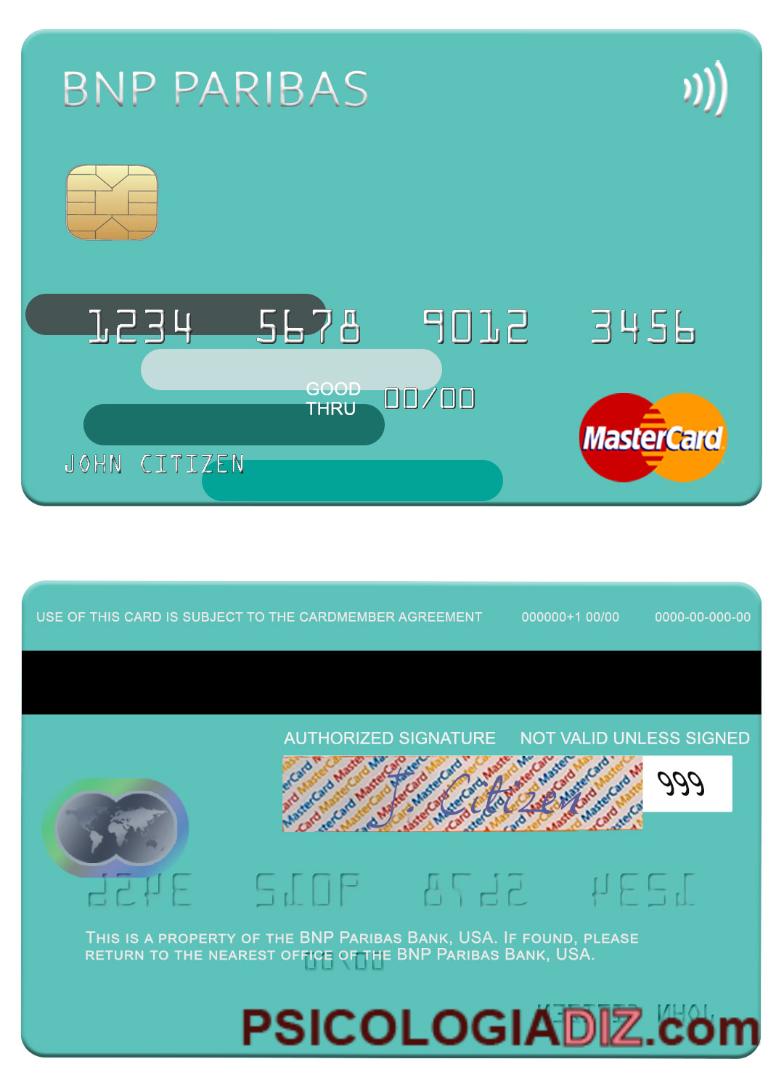 BNP PARIBAS
1234 5678 9012 3456
GOOD
THRU 00/00
JOHN CITIZEN
MasterCard
USE OF THIS CARD IS SUBJECT TO THE CARDMEMBER AGREEMENT 000000+1 00/00 0000-00-000-00
AUTHORIZED SIGNATURE NOT VALID UNLESS SIGNED
J. Citizen 999
THIS IS A PROPERTY OF THE BNP PARIBAS BANK, USA. IF FOUND, PLEASE
RETURN TO THE NEAREST OFFICE OF THE BNP PARIBAS BANK, USA.
PSICOLOGIADIZ.com